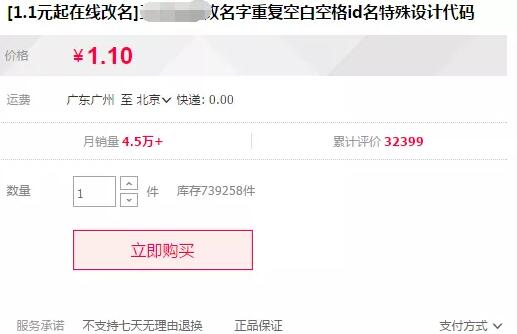 [1.1元起在线改名] 改名字重复空白空格id名特殊设计代码
价格 ¥1.10
运费 广东广州 至 北京 快递: 0.00
月销量 4.5万+ 累计评价 32399
数量 1 件 库存739258件
立即购买
服务承诺 不支持七天无理由退换 正品保证 支付方式